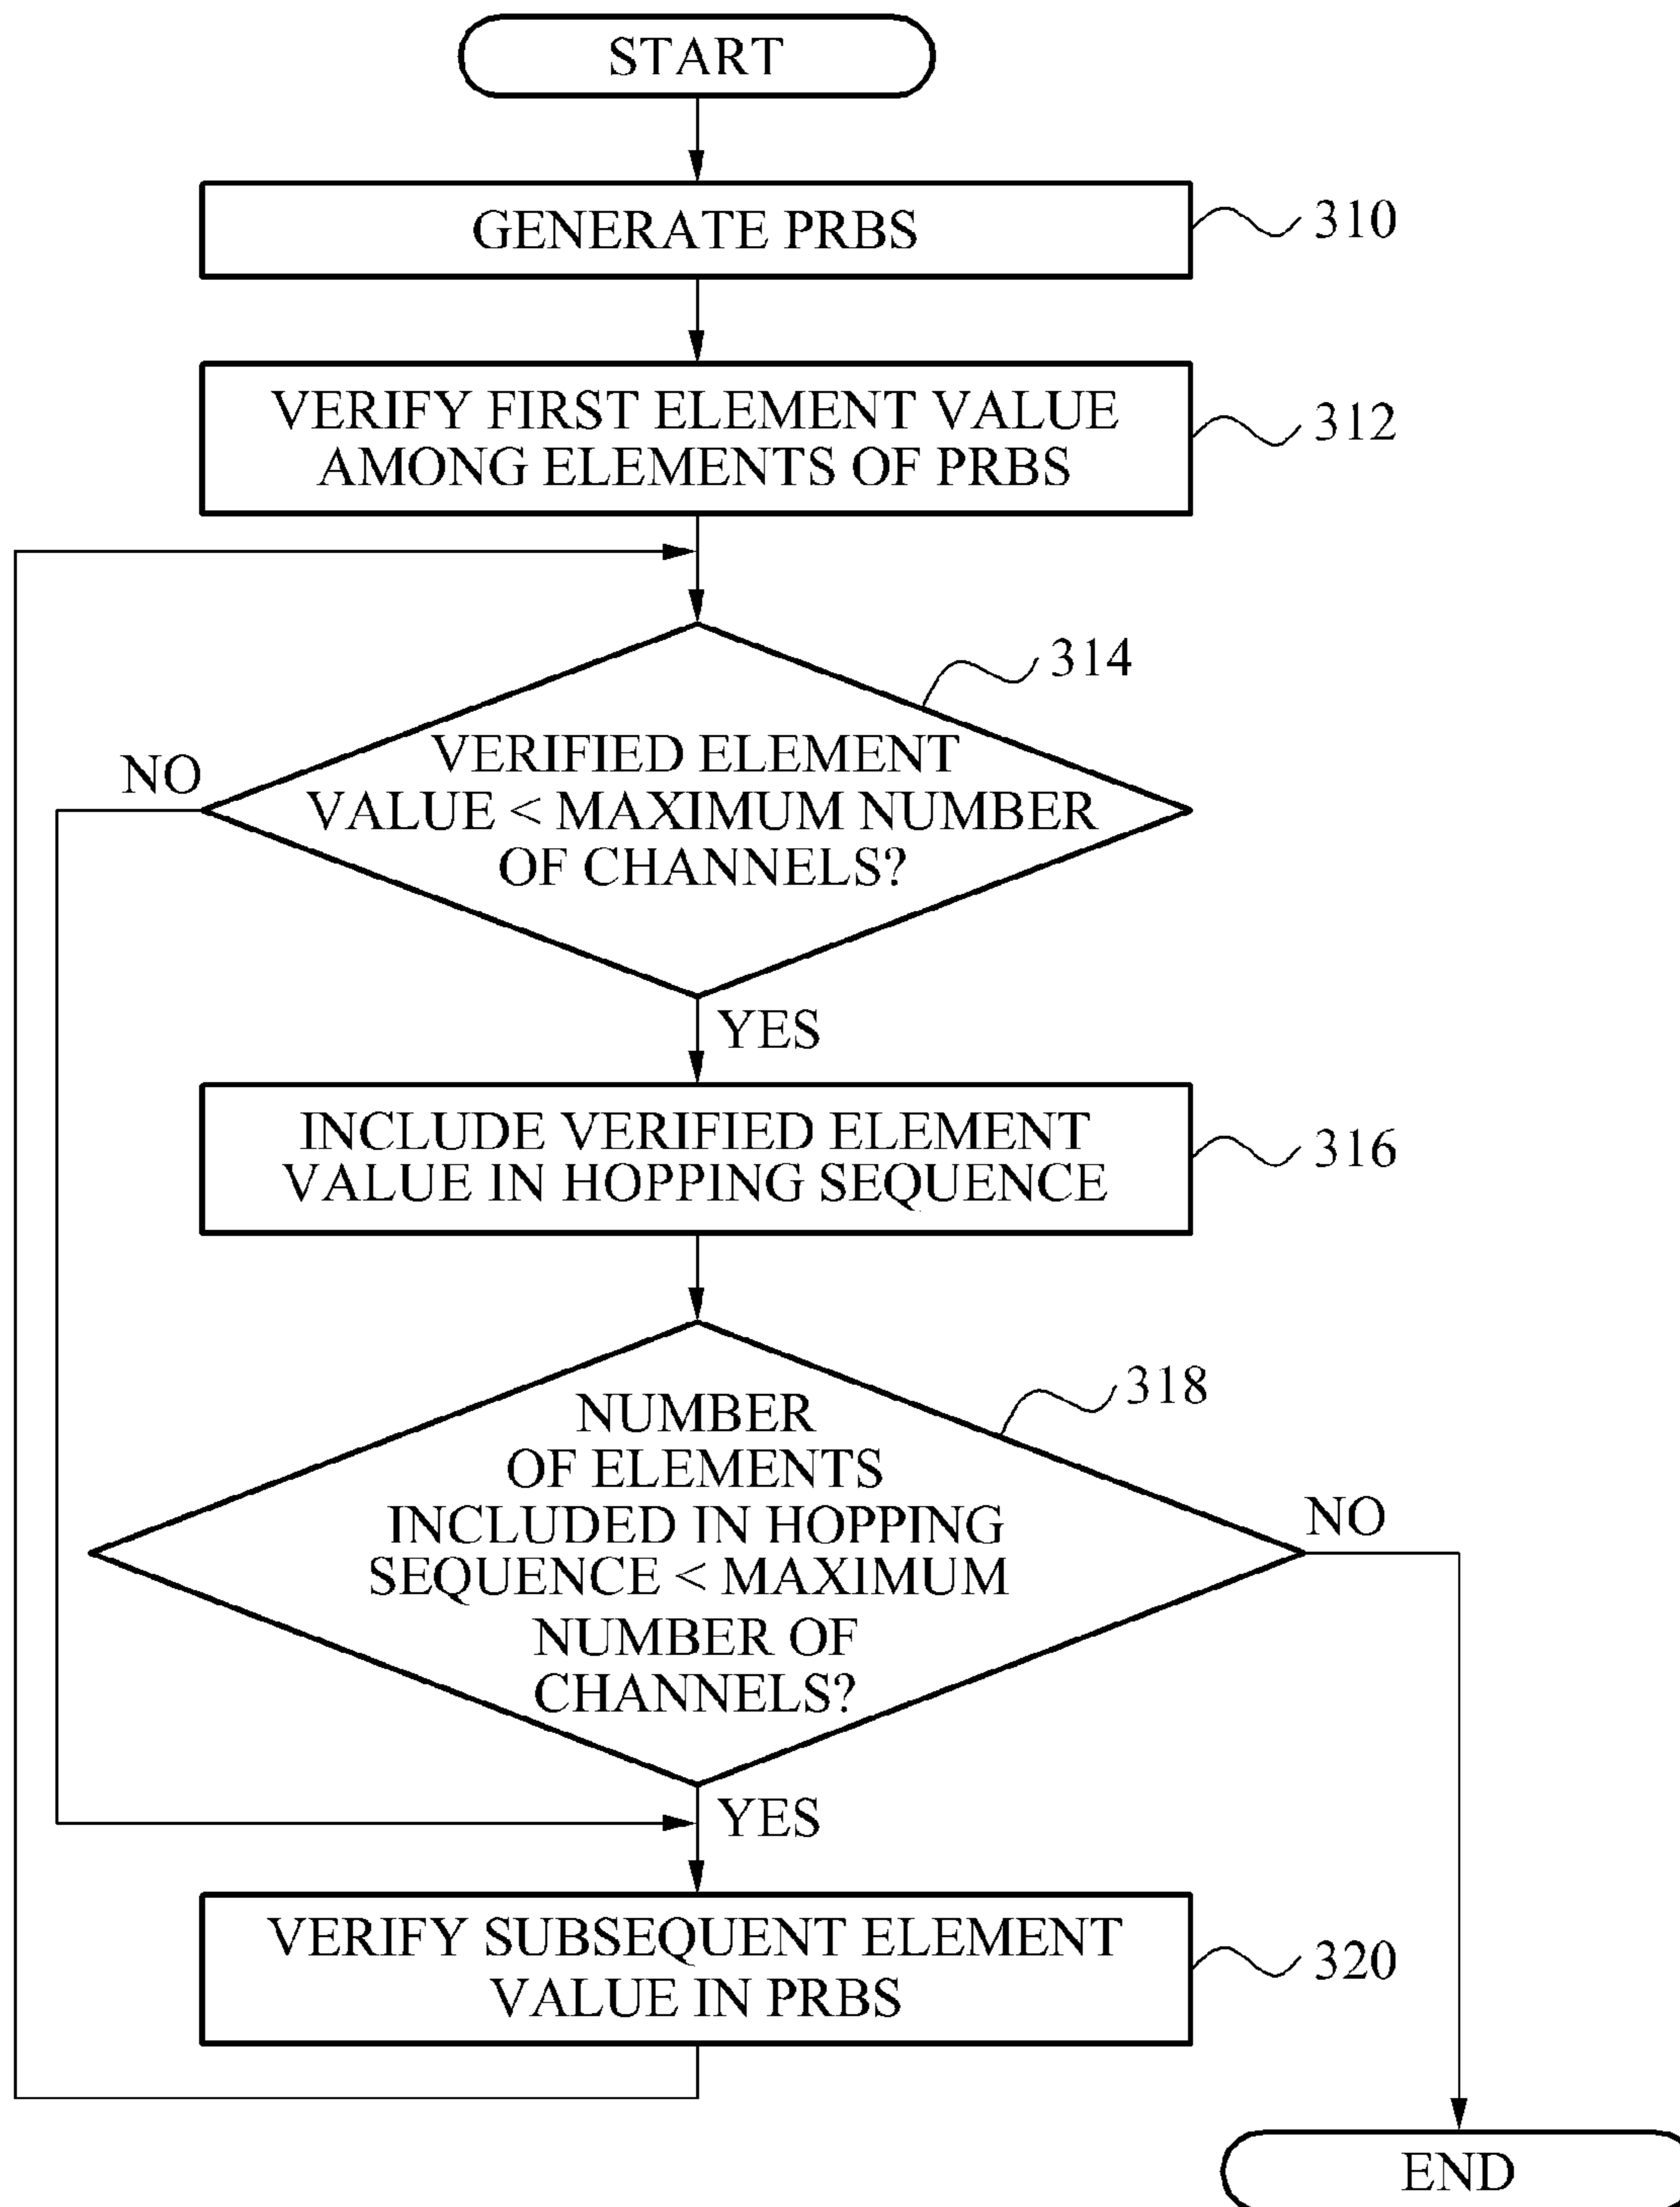 START
GENERATE PRBS
310
VERIFY FIRST ELEMENT VALUE
AMONG ELEMENTS OF PRBS
312
314
NO
VERIFIED ELEMENT
VALUE < MAXIMUM NUMBER
OF CHANNELS?
YES
INCLUDE VERIFIED ELEMENT
VALUE IN HOPPING SEQUENCE
316
318
NUMBER
OF ELEMENTS
INCLUDED IN HOPPING
SEQUENCE < MAXIMUM
NUMBER OF
CHANNELS?
NO
YES
VERIFY SUBSEQUENT ELEMENT
VALUE IN PRBS
320
END